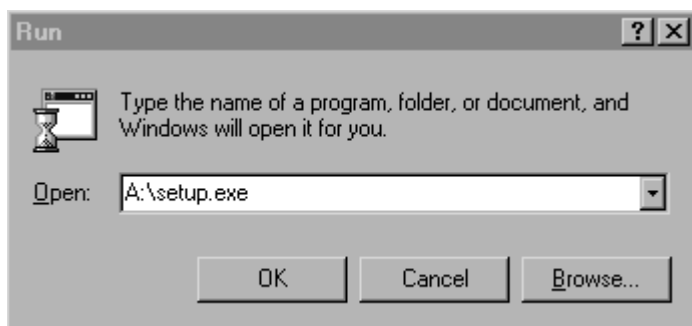 Run
Type the name of a program, folder, or document, and
Windows will open it for you.
Open: A:\setup.exe
OK Cancel Browse...